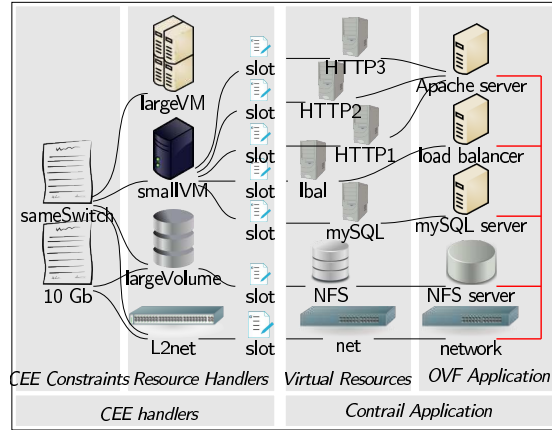 slot
HTTP3
largeVM
Apache server
slot
HTTP2
slot
HTTP1
load balancer
slot
smallVM
lbal
sameSwitch
slot
mySQL
mySQL server
largeVolume
10 Gb
slot
NFS
NFS server
L2net
slot
net
network
CEE Constraints
Resource Handlers
Virtual Resources
OVF Application
CEE handlers
Contrail Application